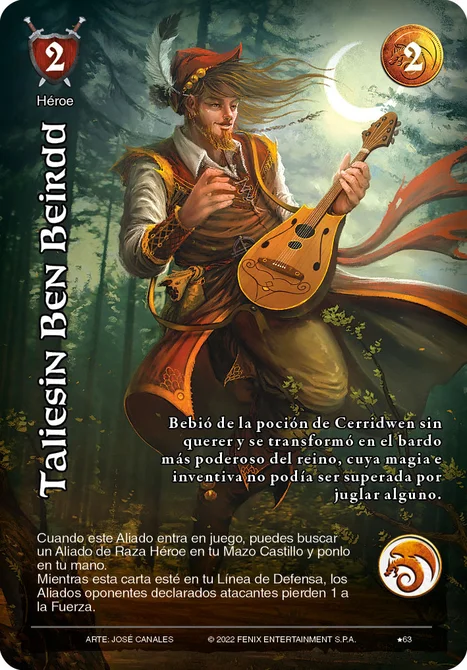 2
2
Héroe
Taliesin Ben Beirdd
Bebió de la poción de Cerridwen sin
querer y se transformó en el bardo
más poderoso del reino, cuya magia e
inventiva no podía ser superada por
juglar alguno.
Cuando este Aliado entra en juego, puedes buscar
un Aliado de Raza Héroe en tu Mazo Castillo y ponlo
en tu mano.
Mientras esta carta esté en tu Línea de Defensa, los
Aliados oponentes declarados atacantes pierden 1 a
la Fuerza.
ARTE: JOSÉ CANALES © 2022 FENIX ENTERTAINMENT S.P.A. ★63